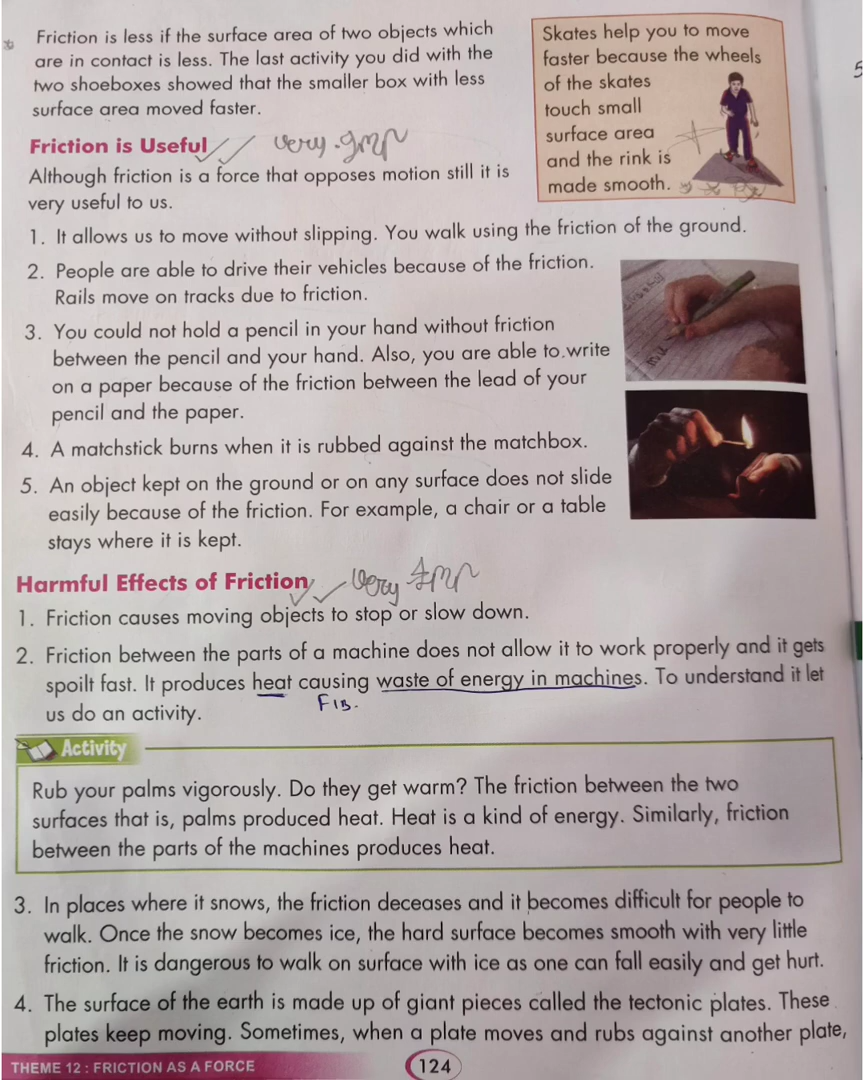 Friction is less if the surface area of two objects which
are in contact is less. The last activity you did with the
two shoeboxes showed that the smaller box with less
surface area moved faster.
Skates help you to move
faster because the wheels
of the skates
touch small
surface area
and the rink is
made smooth.
5
Friction is Useful very imp
Although friction is a force that opposes motion still it is
very useful to us.
1. It allows us to move without slipping. You walk using the friction of the ground.
2. People are able to drive their vehicles because of the friction.
Rails move on tracks due to friction.
3. You could not hold a pencil in your hand without friction
between the pencil and your hand. Also, you are able to write
on a paper because of the friction between the lead of your
pencil and the paper.
4. A matchstick burns when it is rubbed against the matchbox.
5. An object kept on the ground or on any surface does not slide
easily because of the friction. For example, a chair or a table
stays where it is kept.
Harmful Effects of Friction very Imp
1. Friction causes moving objects to stop or slow down.
2. Friction between the parts of a machine does not allow it to work properly and it gets
spoilt fast. It produces heat causing waste of energy in machines. To understand it let
us do an activity.
FIB.
Activity
Rub your palms vigorously. Do they get warm? The friction between the two
surfaces that is, palms produced heat. Heat is a kind of energy. Similarly, friction
between the parts of the machines produces heat.
3. In places where it snows, the friction deceases and it becomes difficult for people to
walk. Once the snow becomes ice, the hard surface becomes smooth with very little
friction. It is dangerous to walk on surface with ice as one can fall easily and get hurt.
4. The surface of the earth is made up of giant pieces called the tectonic plates. These
plates keep moving. Sometimes, when a plate moves and rubs against another plate,
THEME 12 : FRICTION AS A FORCE
124